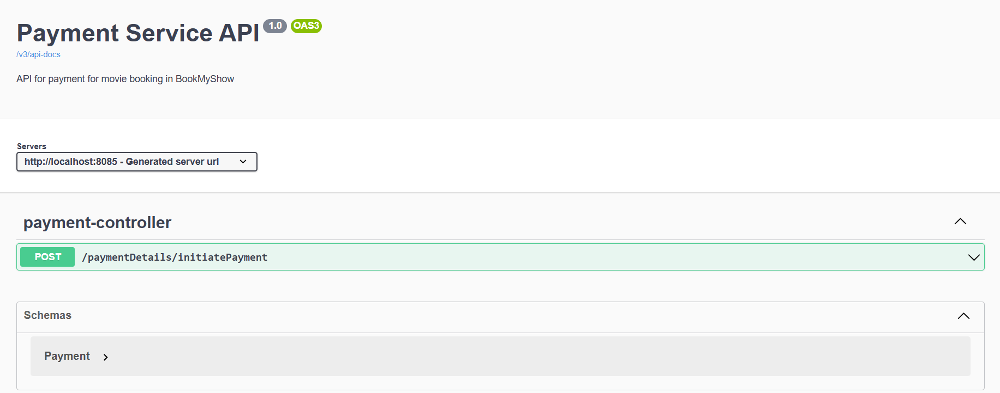 Payment Service API 1.0 OAS3
/v3/api-docs
API for payment for movie booking in BookMyShow
Servers
http://localhost:8085 - Generated server url
payment-controller
POST /paymentDetails/initiatePayment
Schemas
Payment